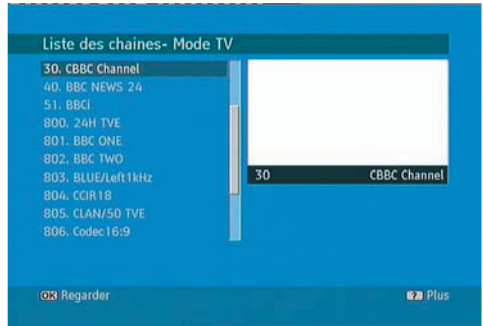 Liste des chaines- Mode TV
30. CBBC Channel
40. BBC NEWS 24
51. BBCi
800. 24H TVE
801. BBC ONE
802. BBC TWO
803. BLUE/Left1kHz
804. CCIR18
805. CLAN/50 TVE
806. Codec16:9
30 CBBC Channel
OK Regarder
? Plus